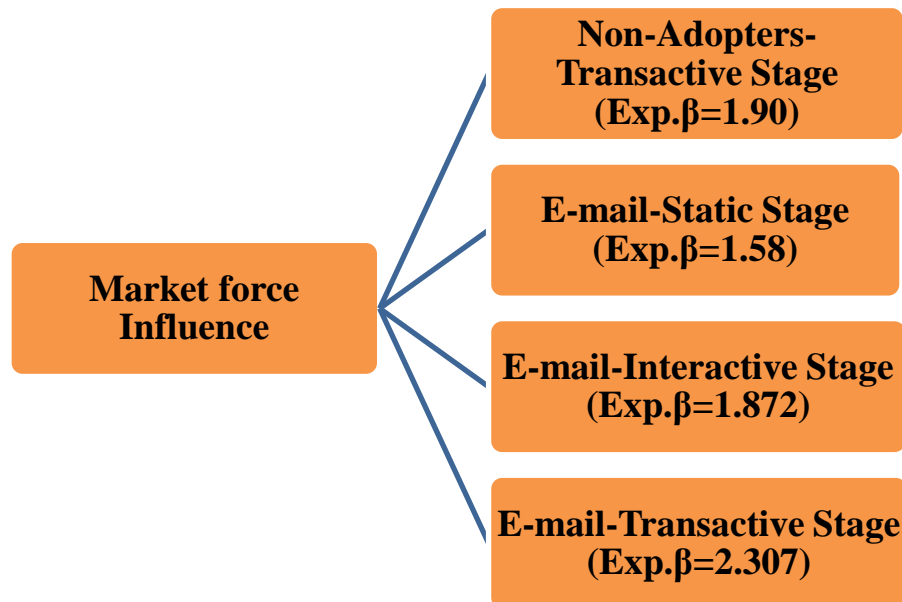 Non-Adopters-
Transactive Stage
(Exp.β=1.90)
E-mail-Static Stage
(Exp.β=1.58)
Market force
Influence
E-mail-Interactive Stage
(Exp.β=1.872)
E-mail-Transactive Stage
(Exp.β=2.307)